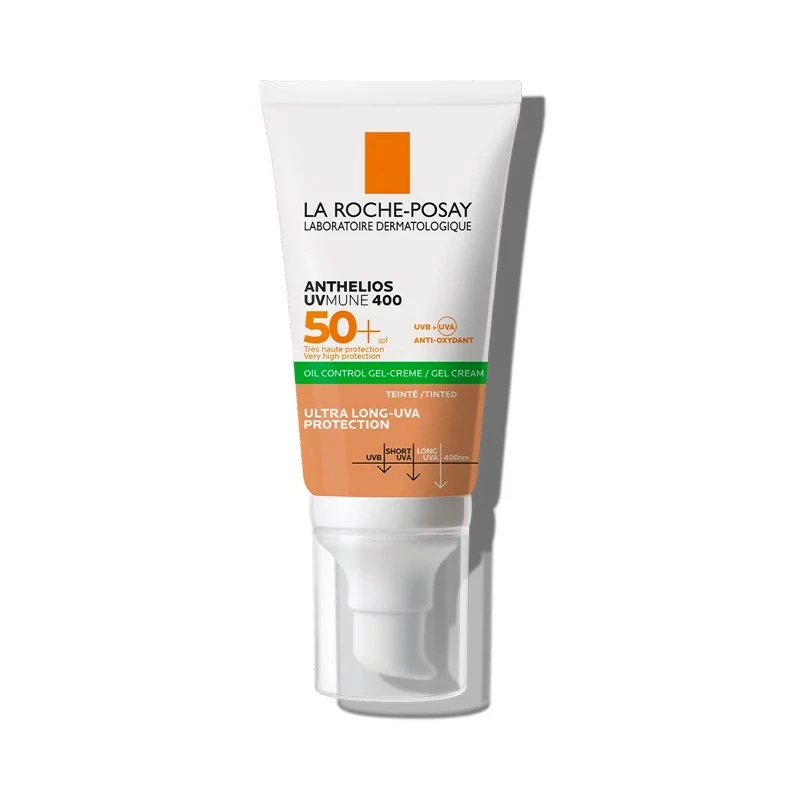 LA ROCHE-POSAY
LABORATOIRE DERMATOLOGIQUE
ANTHELIOS
UVMUNE 400
50+
spf
Très haute protection
Very high protection
UVB + UVA
ANTI-OXYDANT
OIL CONTROL GEL-CREME / GEL CREAM
TEINTÉ / TINTED
ULTRA LONG-UVA
PROTECTION
UVB
SHORT UVA
LONG UVA
400nm